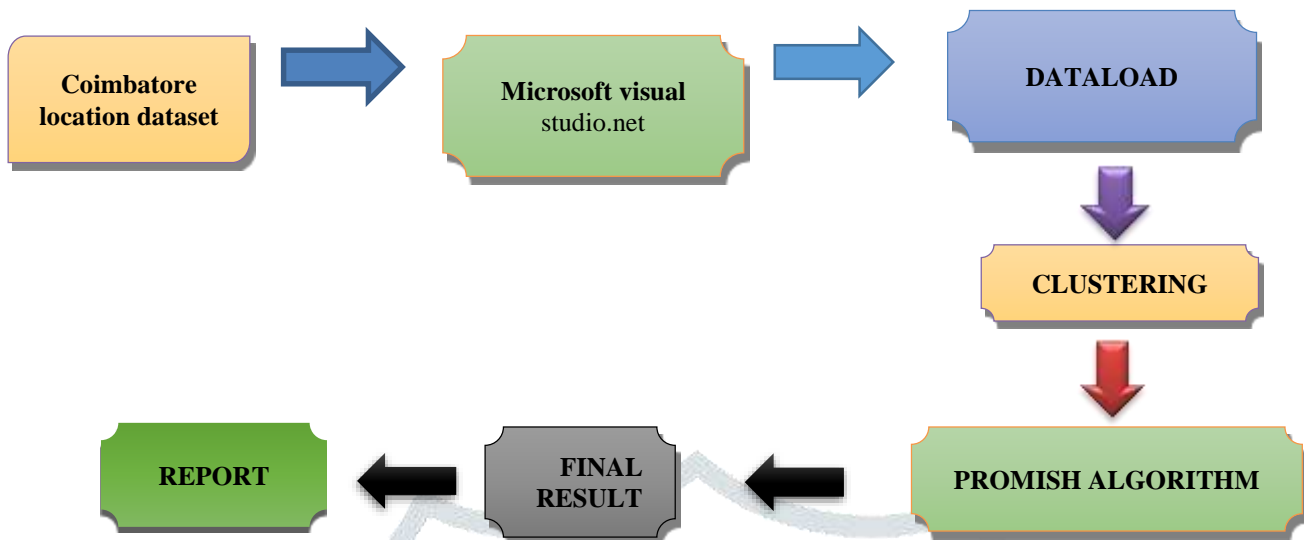 Coimbatore
location dataset
Microsoft visual
studio.net
DATALOAD
CLUSTERING
PROMISH ALGORITHM
FINAL
RESULT
REPORT